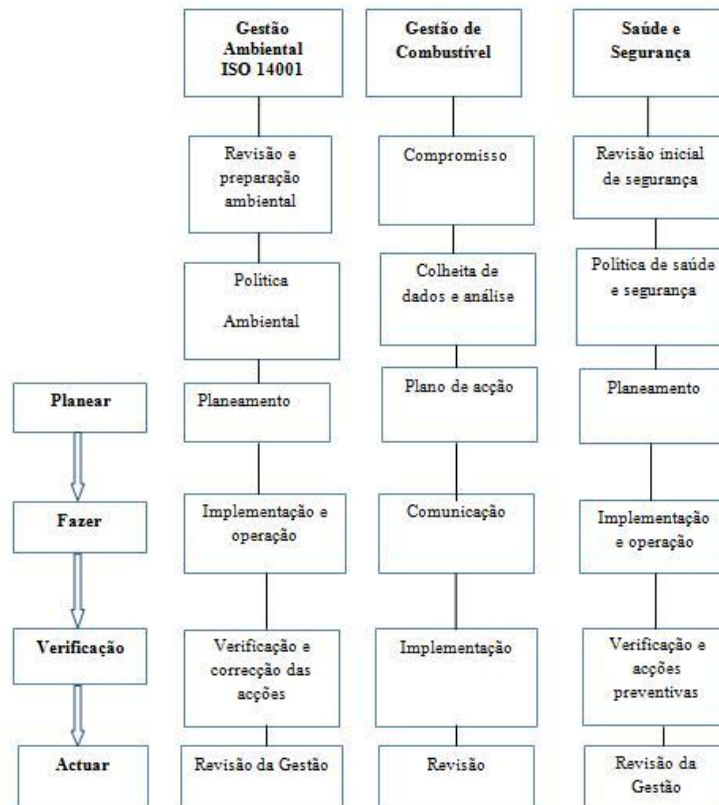 Gestão
Ambiental
ISO 14001
Gestão de
Combustível
Saúde e
Segurança
Revisão e
preparação
ambiental
Compromisso
Revisão inicial
de segurança
Política
Ambiental
Colheita de
dados e análise
Política de saúde
e segurança
Planear
Planeamento
Plano de acção
Planeamento
Fazer
Implementação e
operação
Comunicação
Implementação
e operação
Verificação
Verificação e
correcção das
acções
Implementação
Verificação e
acções
preventivas
Actuar
Revisão da Gestão
Revisão
Revisão da
Gestão